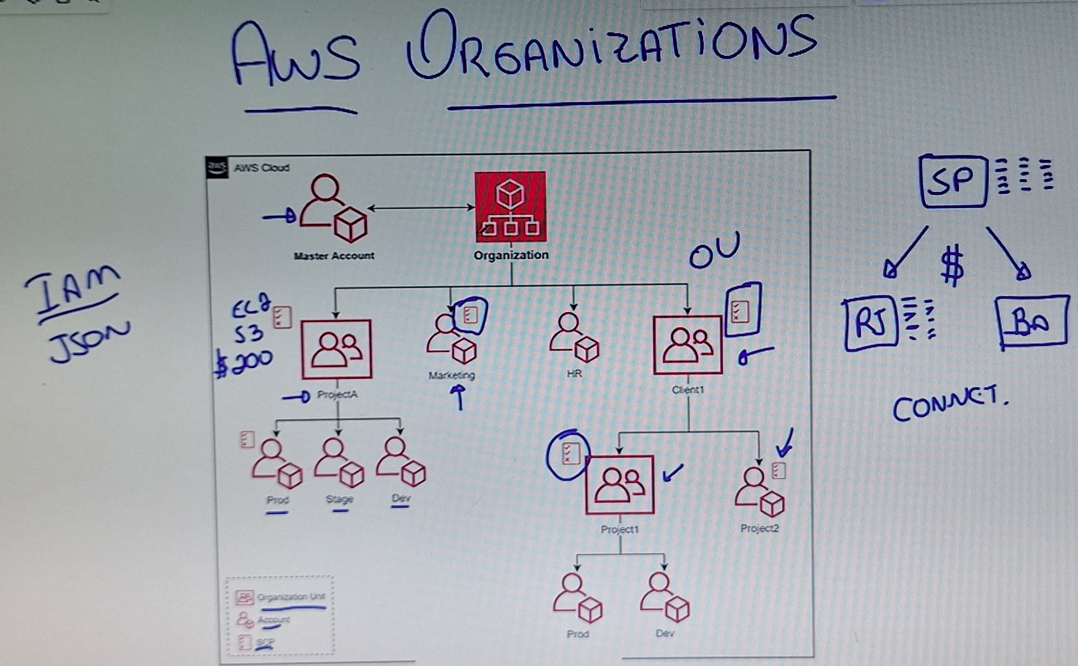 AWS ORGANIZATIONS
aws AWS Cloud
Master Account
Organization
OU
SP
$
RJ
BA
CONNCT.
IAM
JSON
EC2
S3
$200
ProjectA
Marketing
HR
Client1
Prod
Stage
Dev
Project1
Project2
Prod
Dev
Organization Unit
Account
SCP